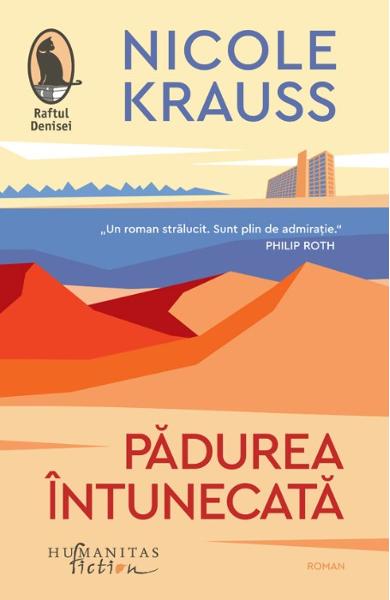 Raftul
Denisei
NICOLE
KRAUSS
„Un roman strălucit. Sunt plin de admirație.“
PHILIP ROTH
PĂDUREA
ÎNTUNECATĂ
HUMANITAS
fiction
ROMAN